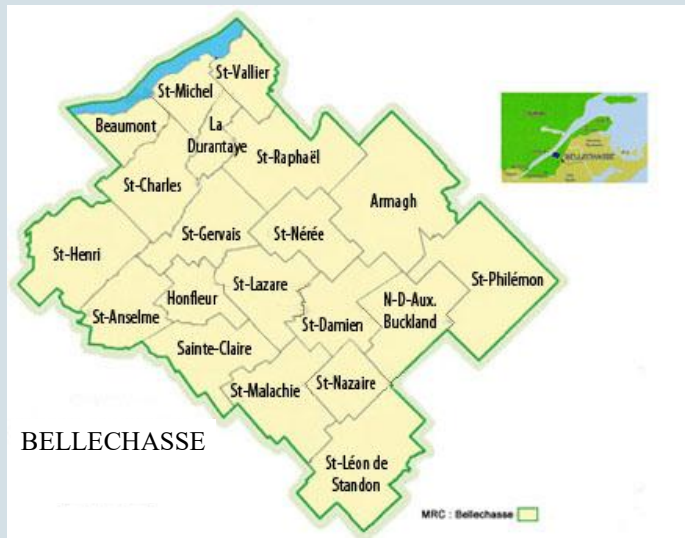 St-Vallier
St-Michel
Beaumont
La
Durantaye
St-Raphaël
St-Charles
Armagh
St-Gervais
St-Nérée
St-Henri
St-Lazare
Honfleur
St-Philémon
N-D-Aux.
Buckland
St-Anselme
St-Damien
Sainte-Claire
St-Malachie
St-Nazaire
BELLECHASSE
St-Léon de
Standon
MRC : Bellechasse
BELLECHASSE